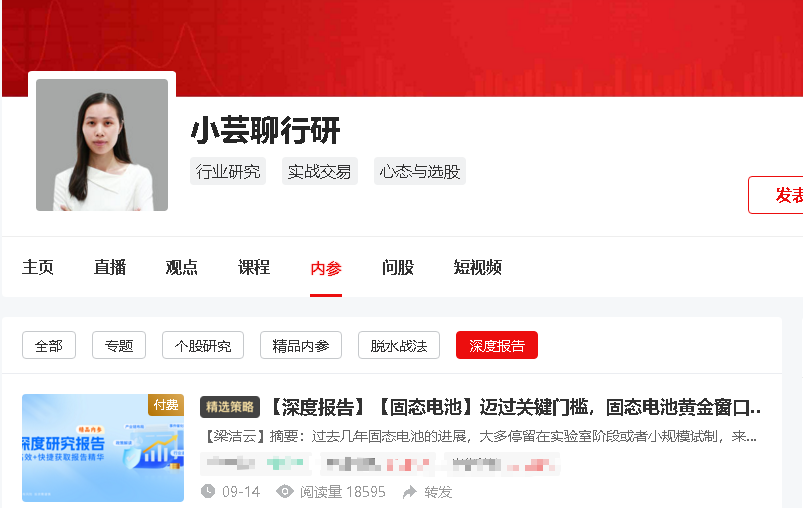 小芸聊行研
行业研究 实战交易 心态与选股
发表
主页 直播 观点 课程 内参 问股 短视频
全部 专题 个股研究 精品内参 脱水战法 深度报告
付费
精品内参
深度研究报告
高效+快捷获取报告精华
精选策略 【深度报告】【固态电池】迈过关键门槛，固态电池黄金窗口..
【梁洁云】摘要：过去几年固态电池的进展，大多停留在实验室阶段或者小规模试制，来...
09-14 阅读量 18595 转发